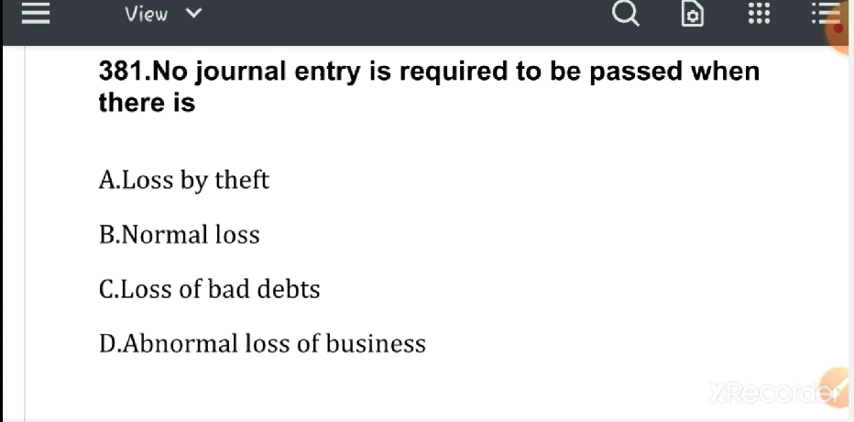 View
381.No journal entry is required to be passed when
there is
A.Loss by theft
B.Normal loss
C.Loss of bad debts
D.Abnormal loss of business
XRecorder